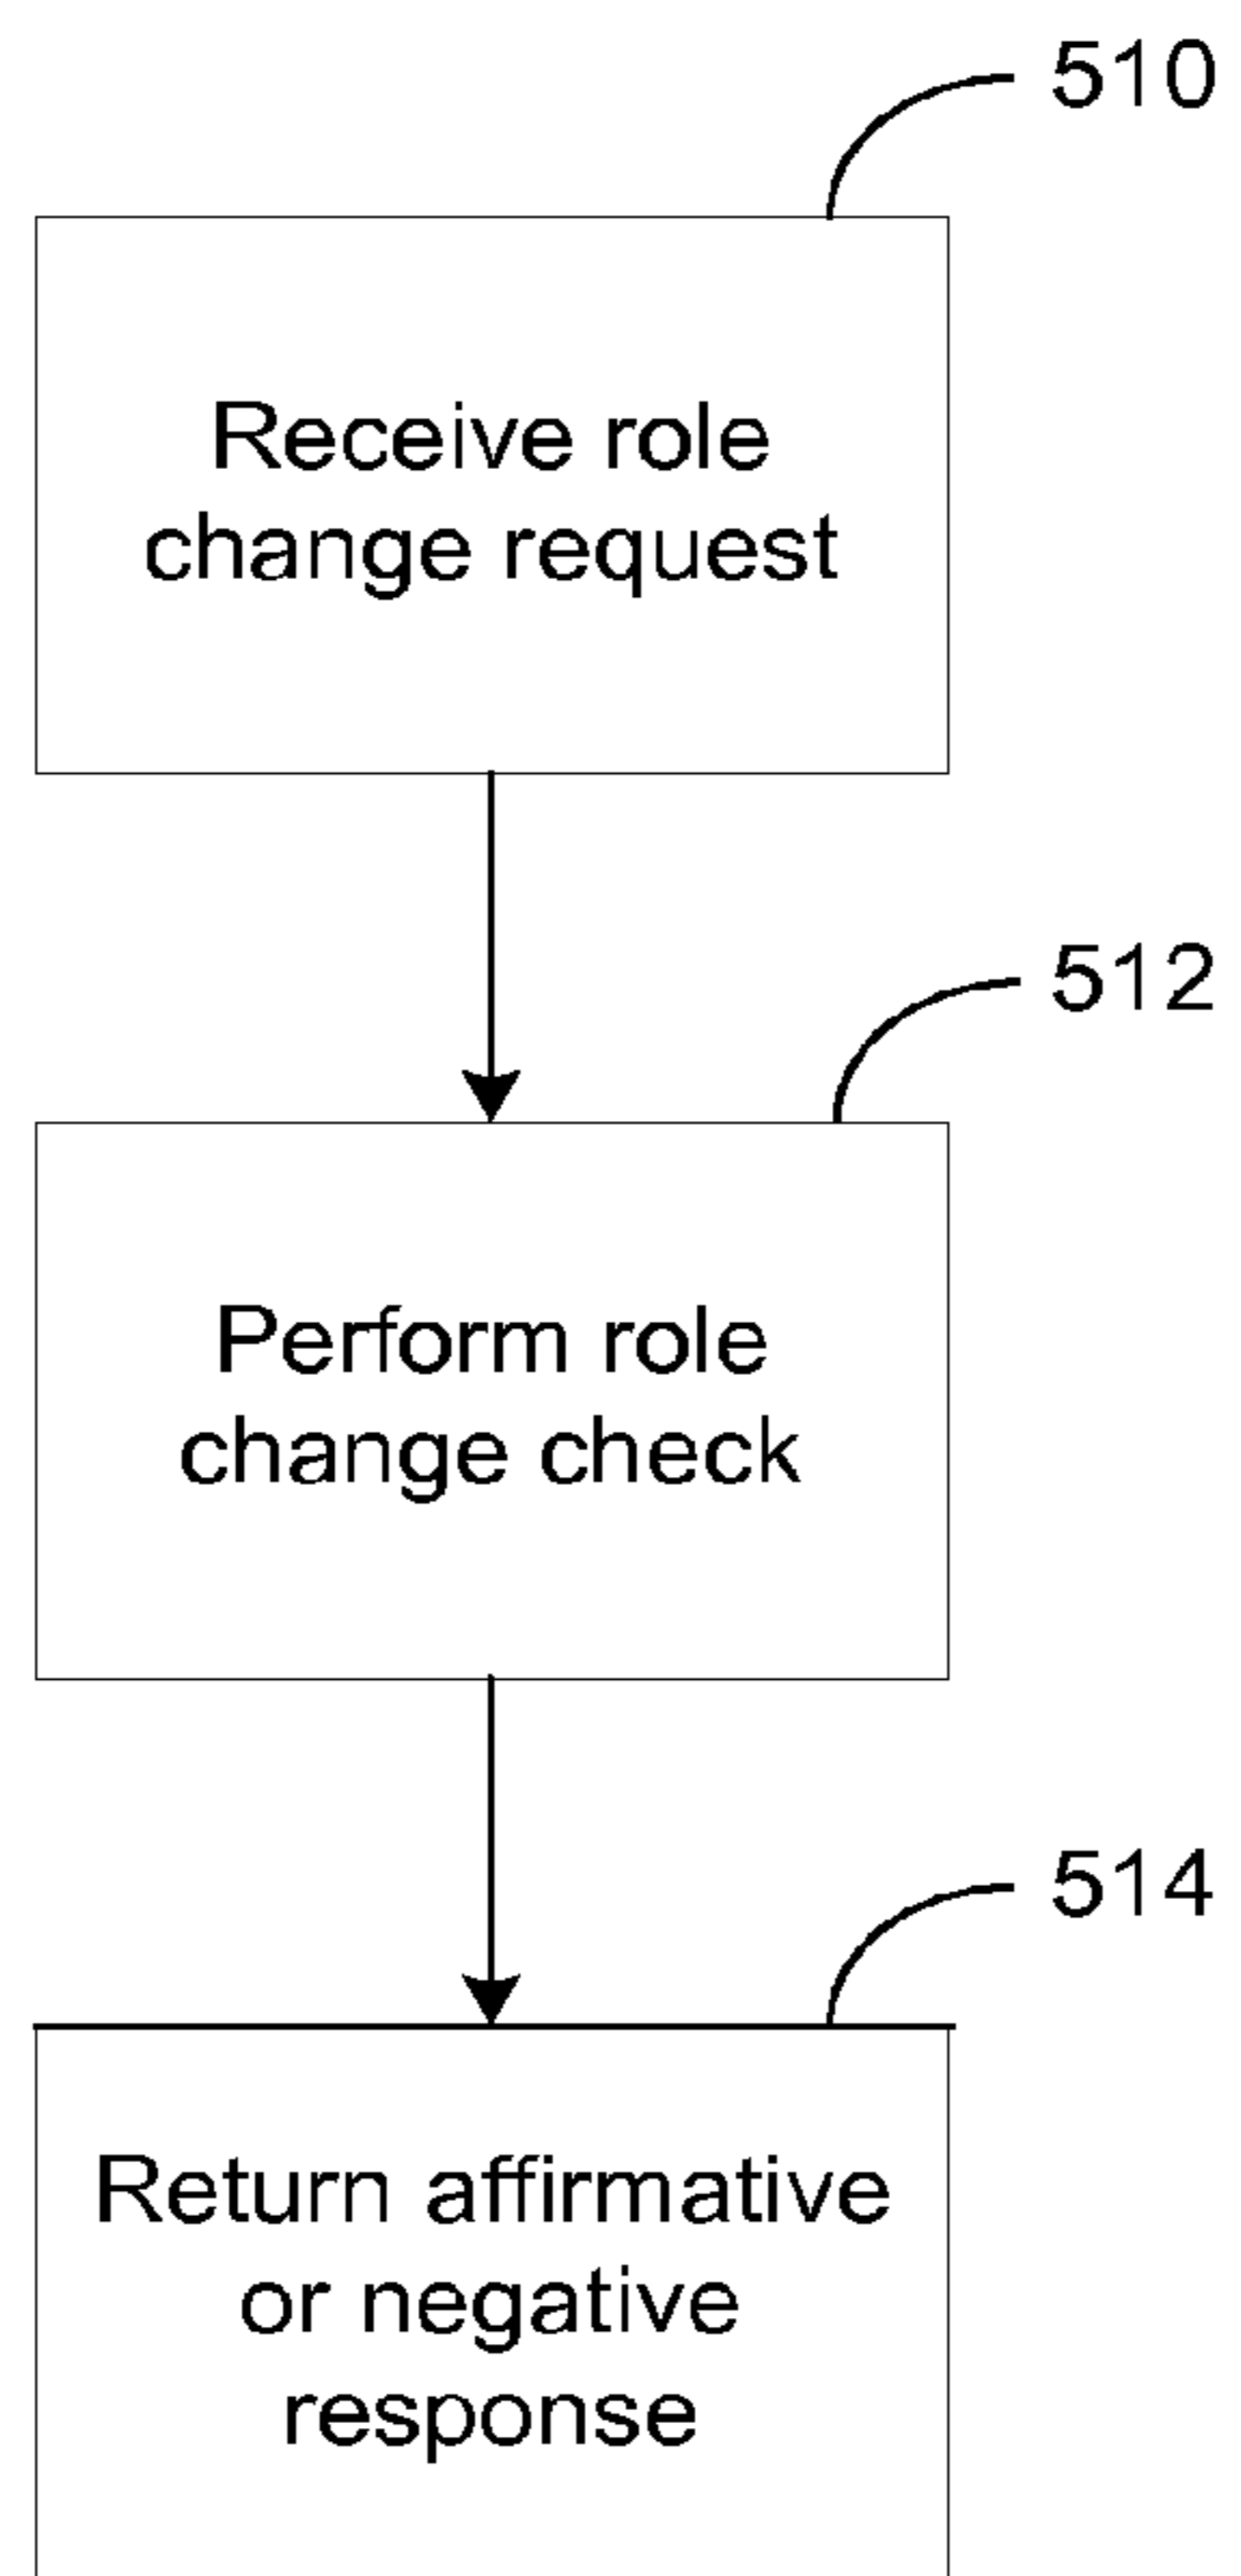 510
Receive role
change request
512
Perform role
change check
514
Return affirmative
or negative
response